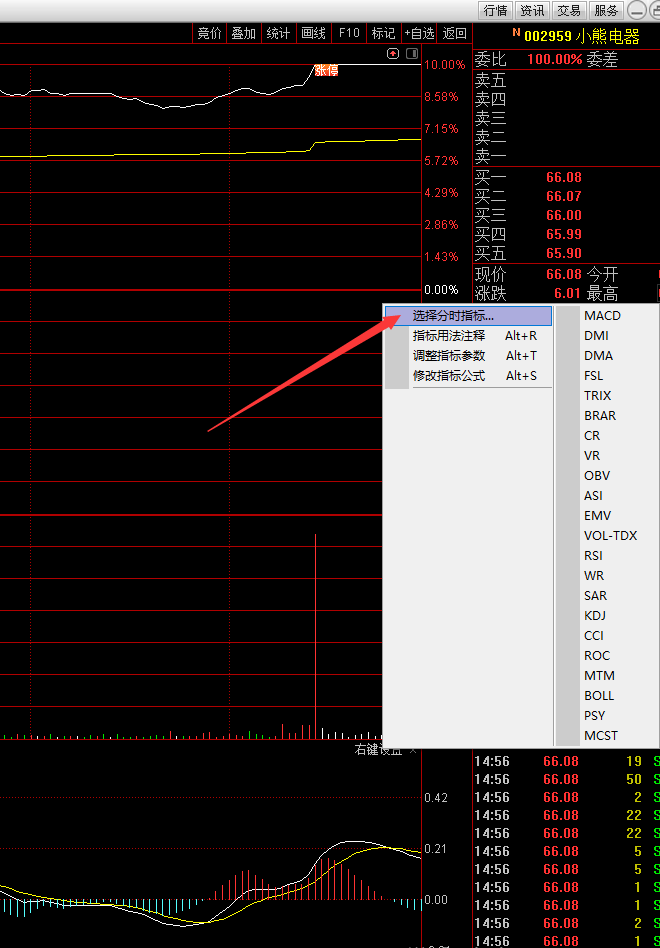 行情 资讯 交易 服务
竞价 叠加 统计 画线 F10 标记 +自选 返回
N 002959 小熊电器
涨停
10.00%
8.58%
7.15%
5.72%
4.29%
2.86%
1.43%
0.00%
委比 100.00% 委差
卖五
卖四
卖三
卖二
卖一
买一 66.08
买二 66.07
买三 66.00
买四 65.99
买五 65.90
现价 66.08 今开
涨跌 6.01 最高
选择分时指标...
指标用法注释 Alt+R
调整指标参数 Alt+T
修改指标公式 Alt+S
MACD
DMI
DMA
FSL
TRIX
BRAR
CR
VR
OBV
ASI
EMV
VOL-TDX
RSI
WR
SAR
KDJ
CCI
ROC
MTM
BOLL
PSY
MCST
右键设置
0.42
0.21
0.00
14:56 66.08 19 S
14:56 66.08 50 S
14:56 66.08 2 S
14:56 66.08 22 S
14:56 66.08 22 S
14:56 66.08 5 S
14:56 66.08 5 S
14:56 66.08 1 S
14:56 66.08 1 S
14:56 66.08 2 S
14:56 66.08 1 S